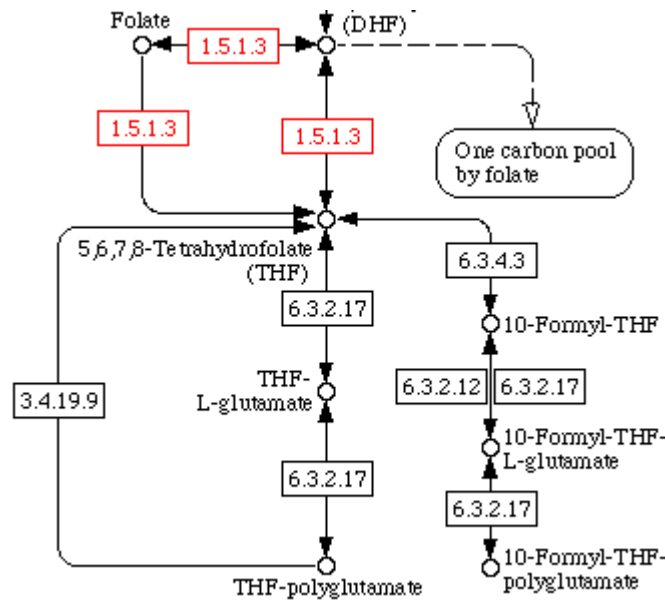 Folate
(DHF)
1.5.1.3
1.5.1.3
1.5.1.3
One carbon pool
by folate
5,6,7,8-Tetrahydrofolate
(THF)
6.3.4.3
6.3.2.17
10-Formyl-THF
THF-
L-glutamate
3.4.19.9
6.3.2.12
6.3.2.17
10-Formyl-THF-
L-glutamate
6.3.2.17
6.3.2.17
THF-polyglutamate
10-Formyl-THF-
polyglutamate